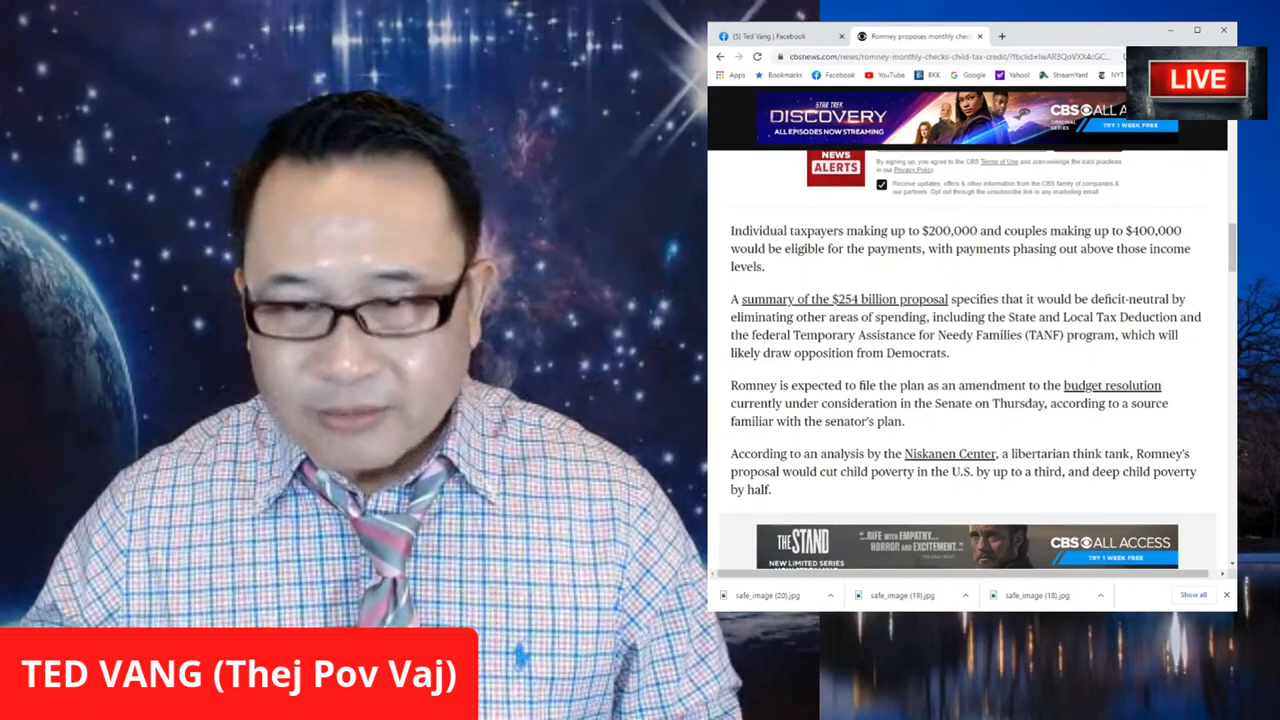 (5) Ted Vang | Facebook
Romney proposes monthly chec
cbsnews.com/news/romney-monthly-checks-child-tax-credit/?fbclid=IwAR3QoVXX4cGC...
Apps
Bookmarks
Facebook
YouTube
BKK
Google
Yahoo!
StreamYard
NYT
LIVE
STAR TREK
DISCOVERY
ALL EPISODES NOW STREAMING
CBS ALL A
ORIGINAL
SERIES
TRY 1 WEEK FREE
NEWS
ALERTS
By signing up, you agree to the CBS Terms of Use and acknowledge the data practices
in our Privacy Policy.
Receive updates, offers & other information from the CBS family of companies &
our partners. Opt out through the unsubscribe link in any marketing email.
Individual taxpayers making up to $200,000 and couples making up to $400,000
would be eligible for the payments, with payments phasing out above those income
levels.
A summary of the $254 billion proposal specifies that it would be deficit-neutral by
eliminating other areas of spending, including the State and Local Tax Deduction and
the federal Temporary Assistance for Needy Families (TANF) program, which will
likely draw opposition from Democrats.
Romney is expected to file the plan as an amendment to the budget resolution
currently under consideration in the Senate on Thursday, according to a source
familiar with the senator's plan.
According to an analysis by the Niskanen Center, a libertarian think tank, Romney's
proposal would cut child poverty in the U.S. by up to a third, and deep child poverty
by half.
THE STAND
NEW LIMITED SERIES
"...RIFE WITH EMPATHY...
HORROR AND EXCITEMENT..."
CBS ALL ACCESS
TRY 1 WEEK FREE
safe_image (20).jpg
safe_image (19).jpg
safe_image (18).jpg
Show all
TED VANG (Thej Pov Vaj)